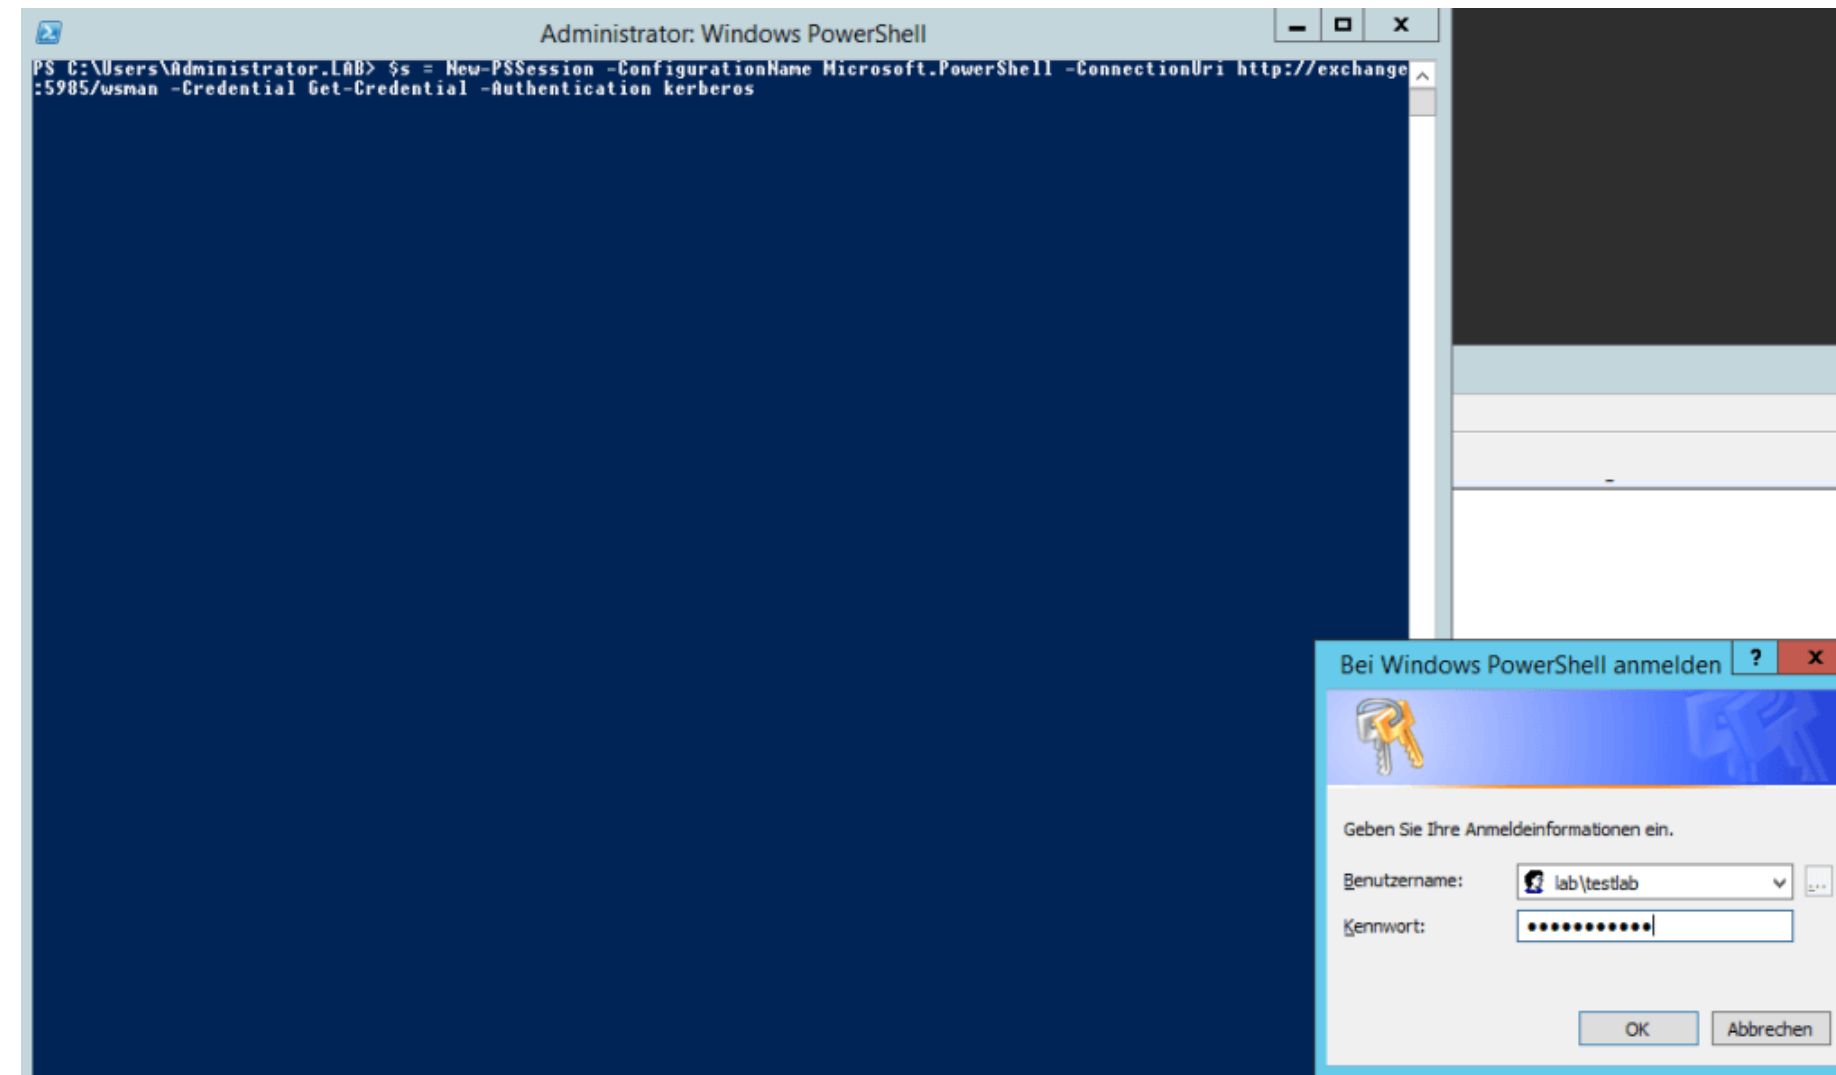 Administrator: Windows PowerShell
PS C:\Users\Administrator.LAB> $s = New-PSSession -ConfigurationName Microsoft.PowerShell -ConnectionUri http://exchange
:5985/wsman -Credential Get-Credential -Authentication kerberos
Bei Windows PowerShell anmelden
Geben Sie Ihre Anmeldeinformationen ein.
Benutzername: lab\testlab ...
Kennwort: •••••••••••
OK Abbrechen